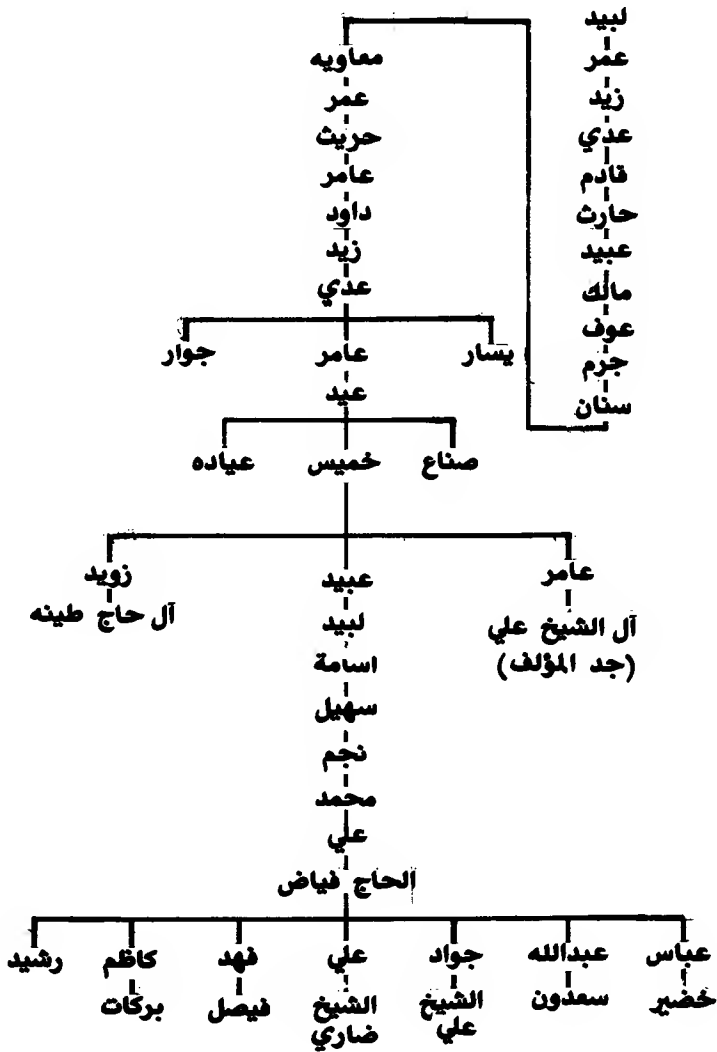 لبيد
عمر
زيد
عدي
قادم
حارث
عبيد
مالك
عوف
جرم
سنان
معاويه
عمر
حريث
عامر
داود
زيد
عدي
يسار عامر جوار
عيد
صناع خميس عياده
عامر عبيد زويد
آل الشيخ علي آل حاج طينه
(جد المؤلف)
لبيد
اسامة
سهيل
نجم
محمد
علي
الحاج فياض
عباس عبدالله جواد علي فهد كاظم رشيد
خضير سعدون الشيخ علي الشيخ ضاري فيصل بركات